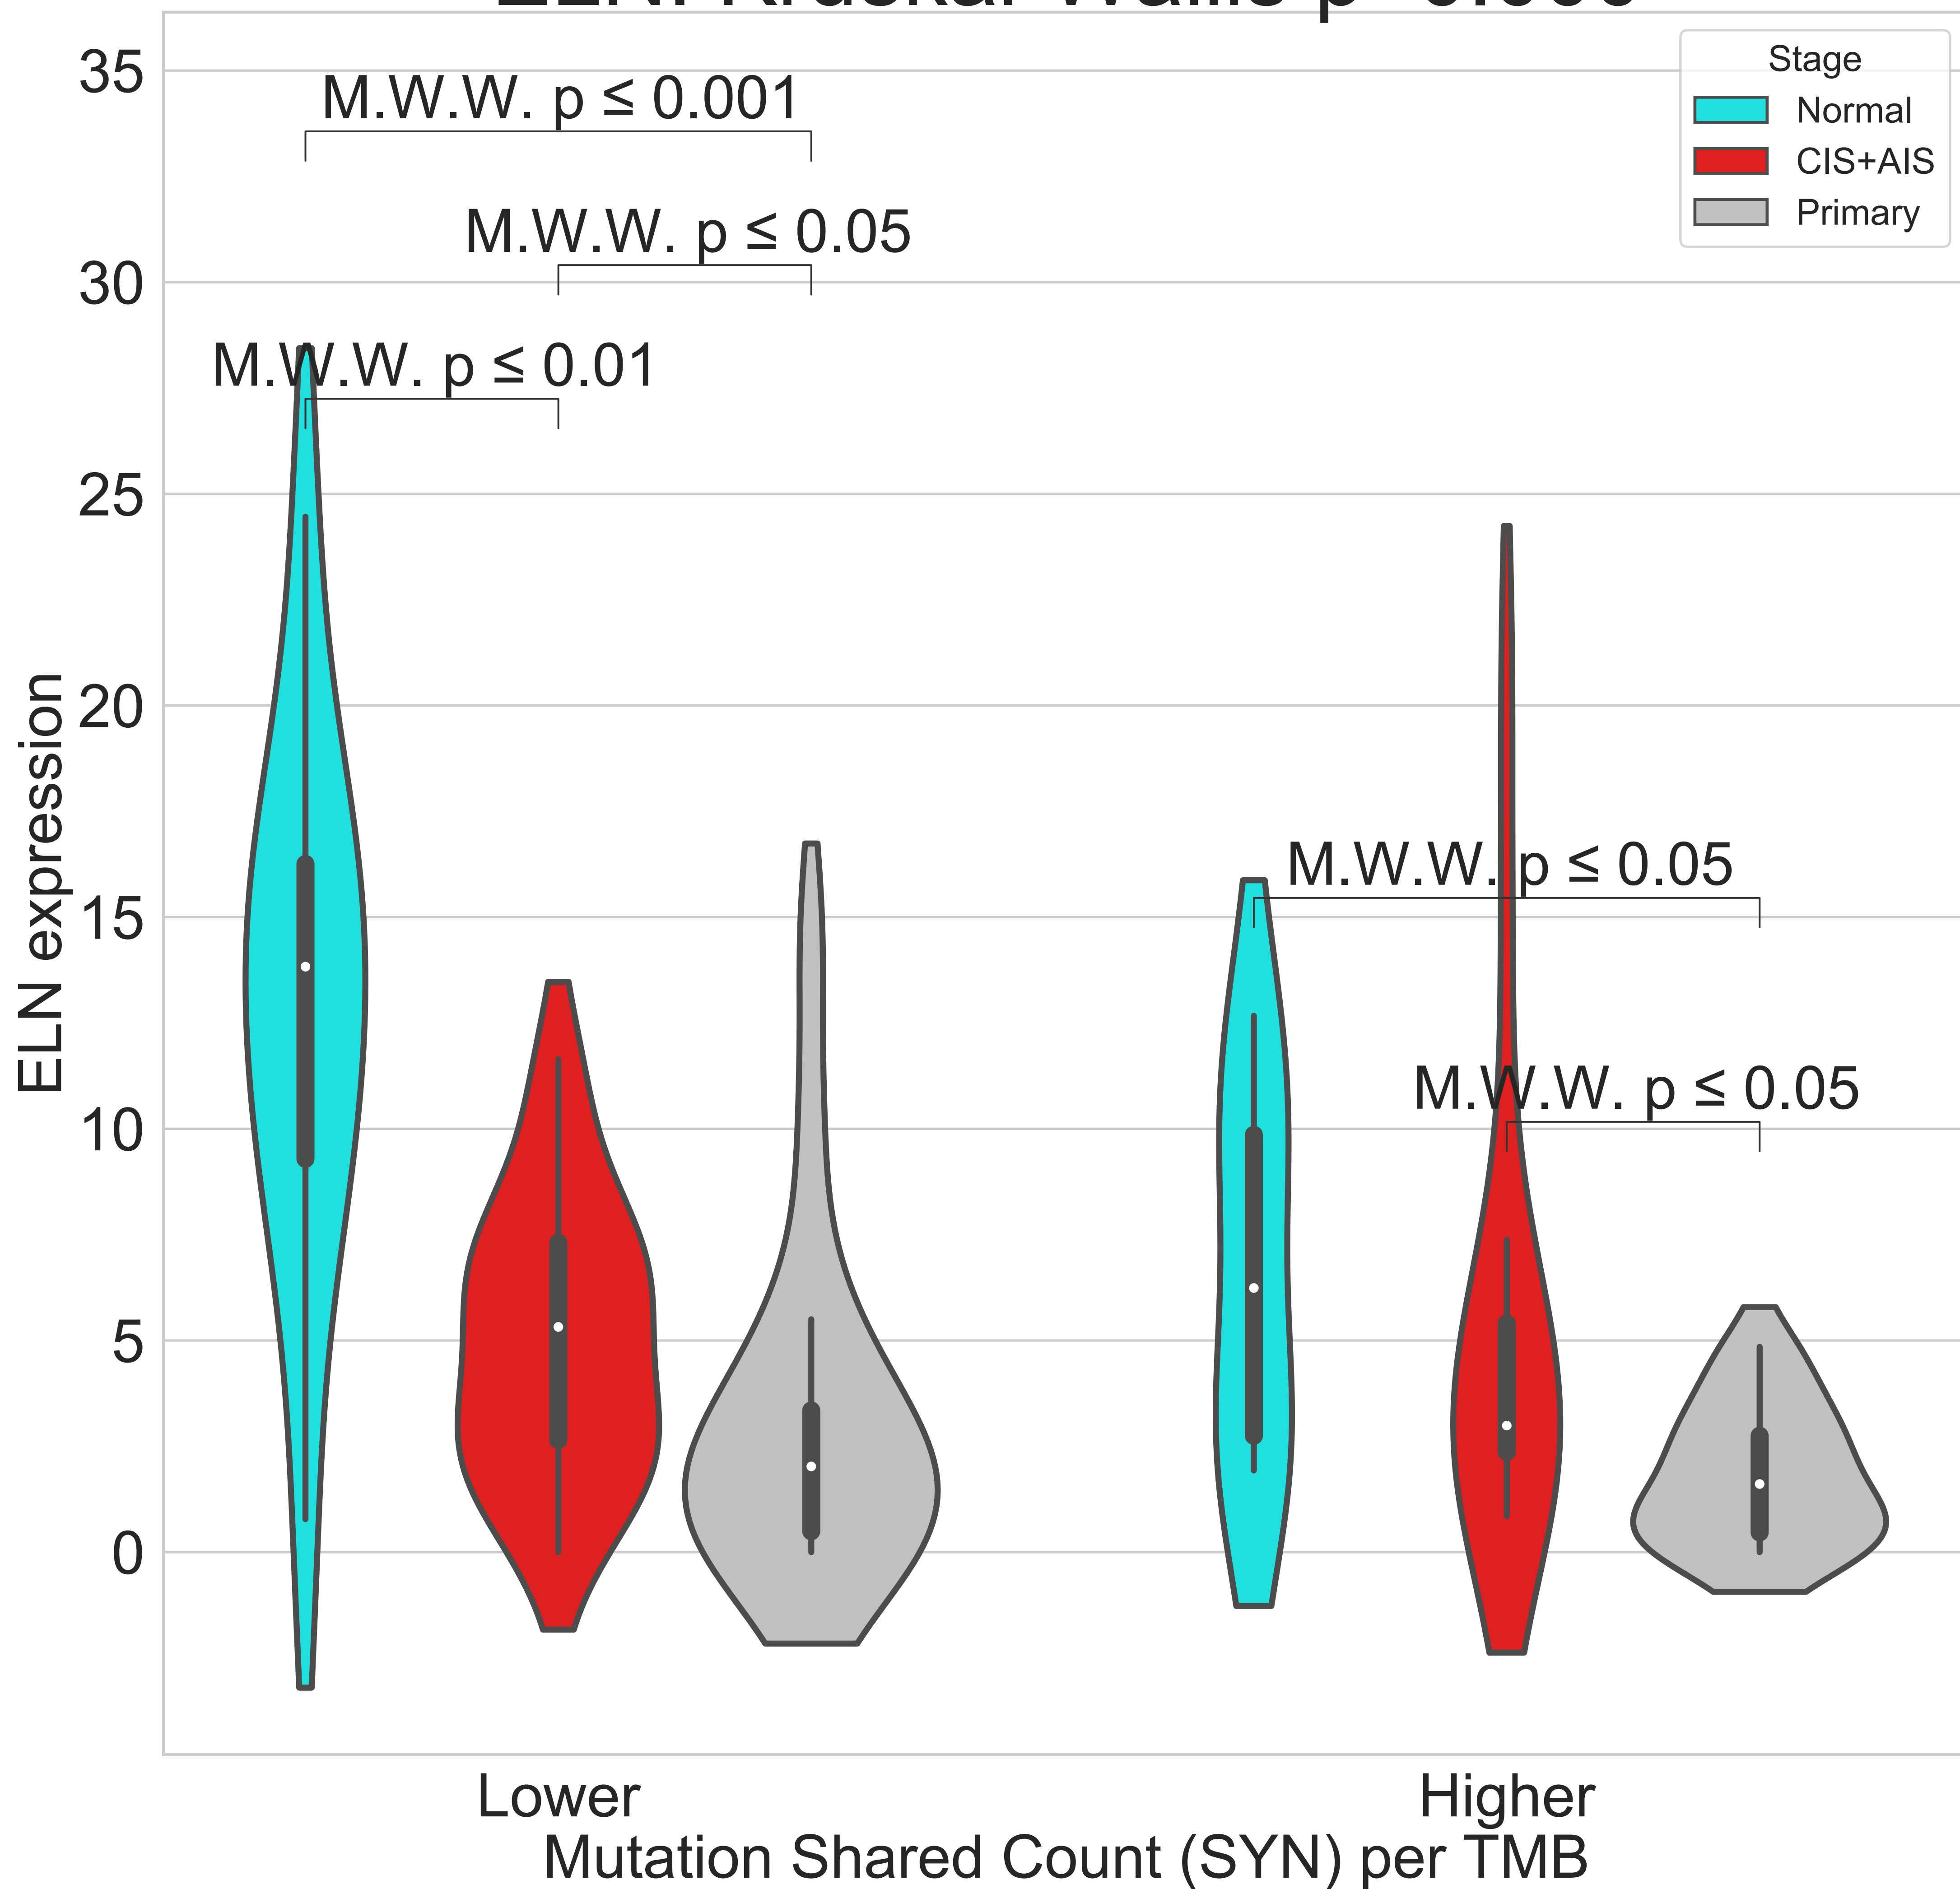 35
30
25
20
15
10
5
0
ELN expression
M.W.W. p ≤ 0.001
M.W.W. p ≤ 0.05
M.W.W. p ≤ 0.01
M.W.W. p ≤ 0.05
M.W.W. p ≤ 0.05
Stage
Normal
CIS+AIS
Primary
Lower
Higher
Mutation Shared Count (SYN) per TMB